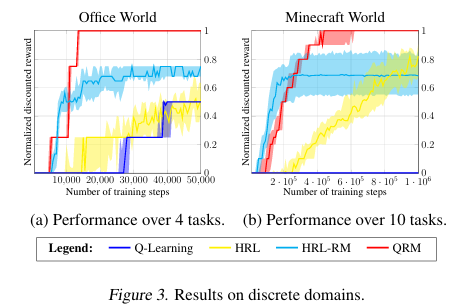 Office World
Minecraft World
Normalized discounted reward
1
0.8
0.6
0.4
0.2
0
10,000 20,000 30,000 40,000 50,000
Number of training steps
Normalized discounted reward
1
0.8
0.6
0.4
0.2
0
2 · 10⁵ 4 · 10⁵ 6 · 10⁵ 8 · 10⁵ 1 · 10⁶
Number of training steps
(a) Performance over 4 tasks.
(b) Performance over 10 tasks.
Legend: Q-Learning HRL HRL-RM QRM
Figure 3. Results on discrete domains.